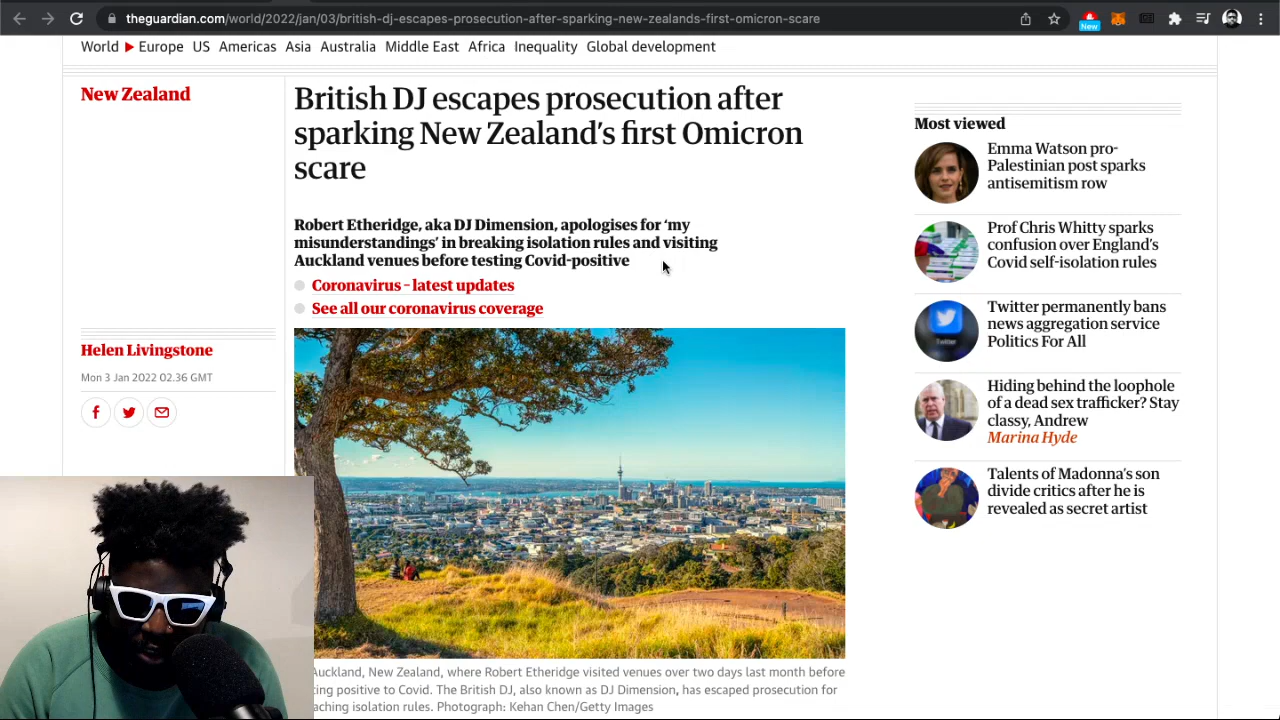 theguardian.com/world/2022/jan/03/british-dj-escapes-prosecution-after-sparking-new-zealands-first-omicron-scare
New
World Europe US Americas Asia Australia Middle East Africa Inequality Global development
New Zealand
British DJ escapes prosecution after
sparking New Zealand’s first Omicron
scare
Robert Etheridge, aka DJ Dimension, apologises for ‘my
misunderstandings’ in breaking isolation rules and visiting
Auckland venues before testing Covid-positive
Coronavirus – latest updates
See all our coronavirus coverage
Helen Livingstone
Mon 3 Jan 2022 02.36 GMT
Auckland, New Zealand, where Robert Etheridge visited venues over two days last month before
positive to Covid. The British DJ, also known as DJ Dimension, has escaped prosecution for
isolation rules. Photograph: Kehan Chen/Getty Images
Most viewed
Emma Watson pro-
Palestinian post sparks
antisemitism row
Prof Chris Whitty sparks
confusion over England’s
Covid self-isolation rules
Twitter permanently bans
news aggregation service
Politics For All
Twitter
Hiding behind the loophole
of a dead sex trafficker? Stay
classy, Andrew
Marina Hyde
Talents of Madonna’s son
divide critics after he is
revealed as secret artist